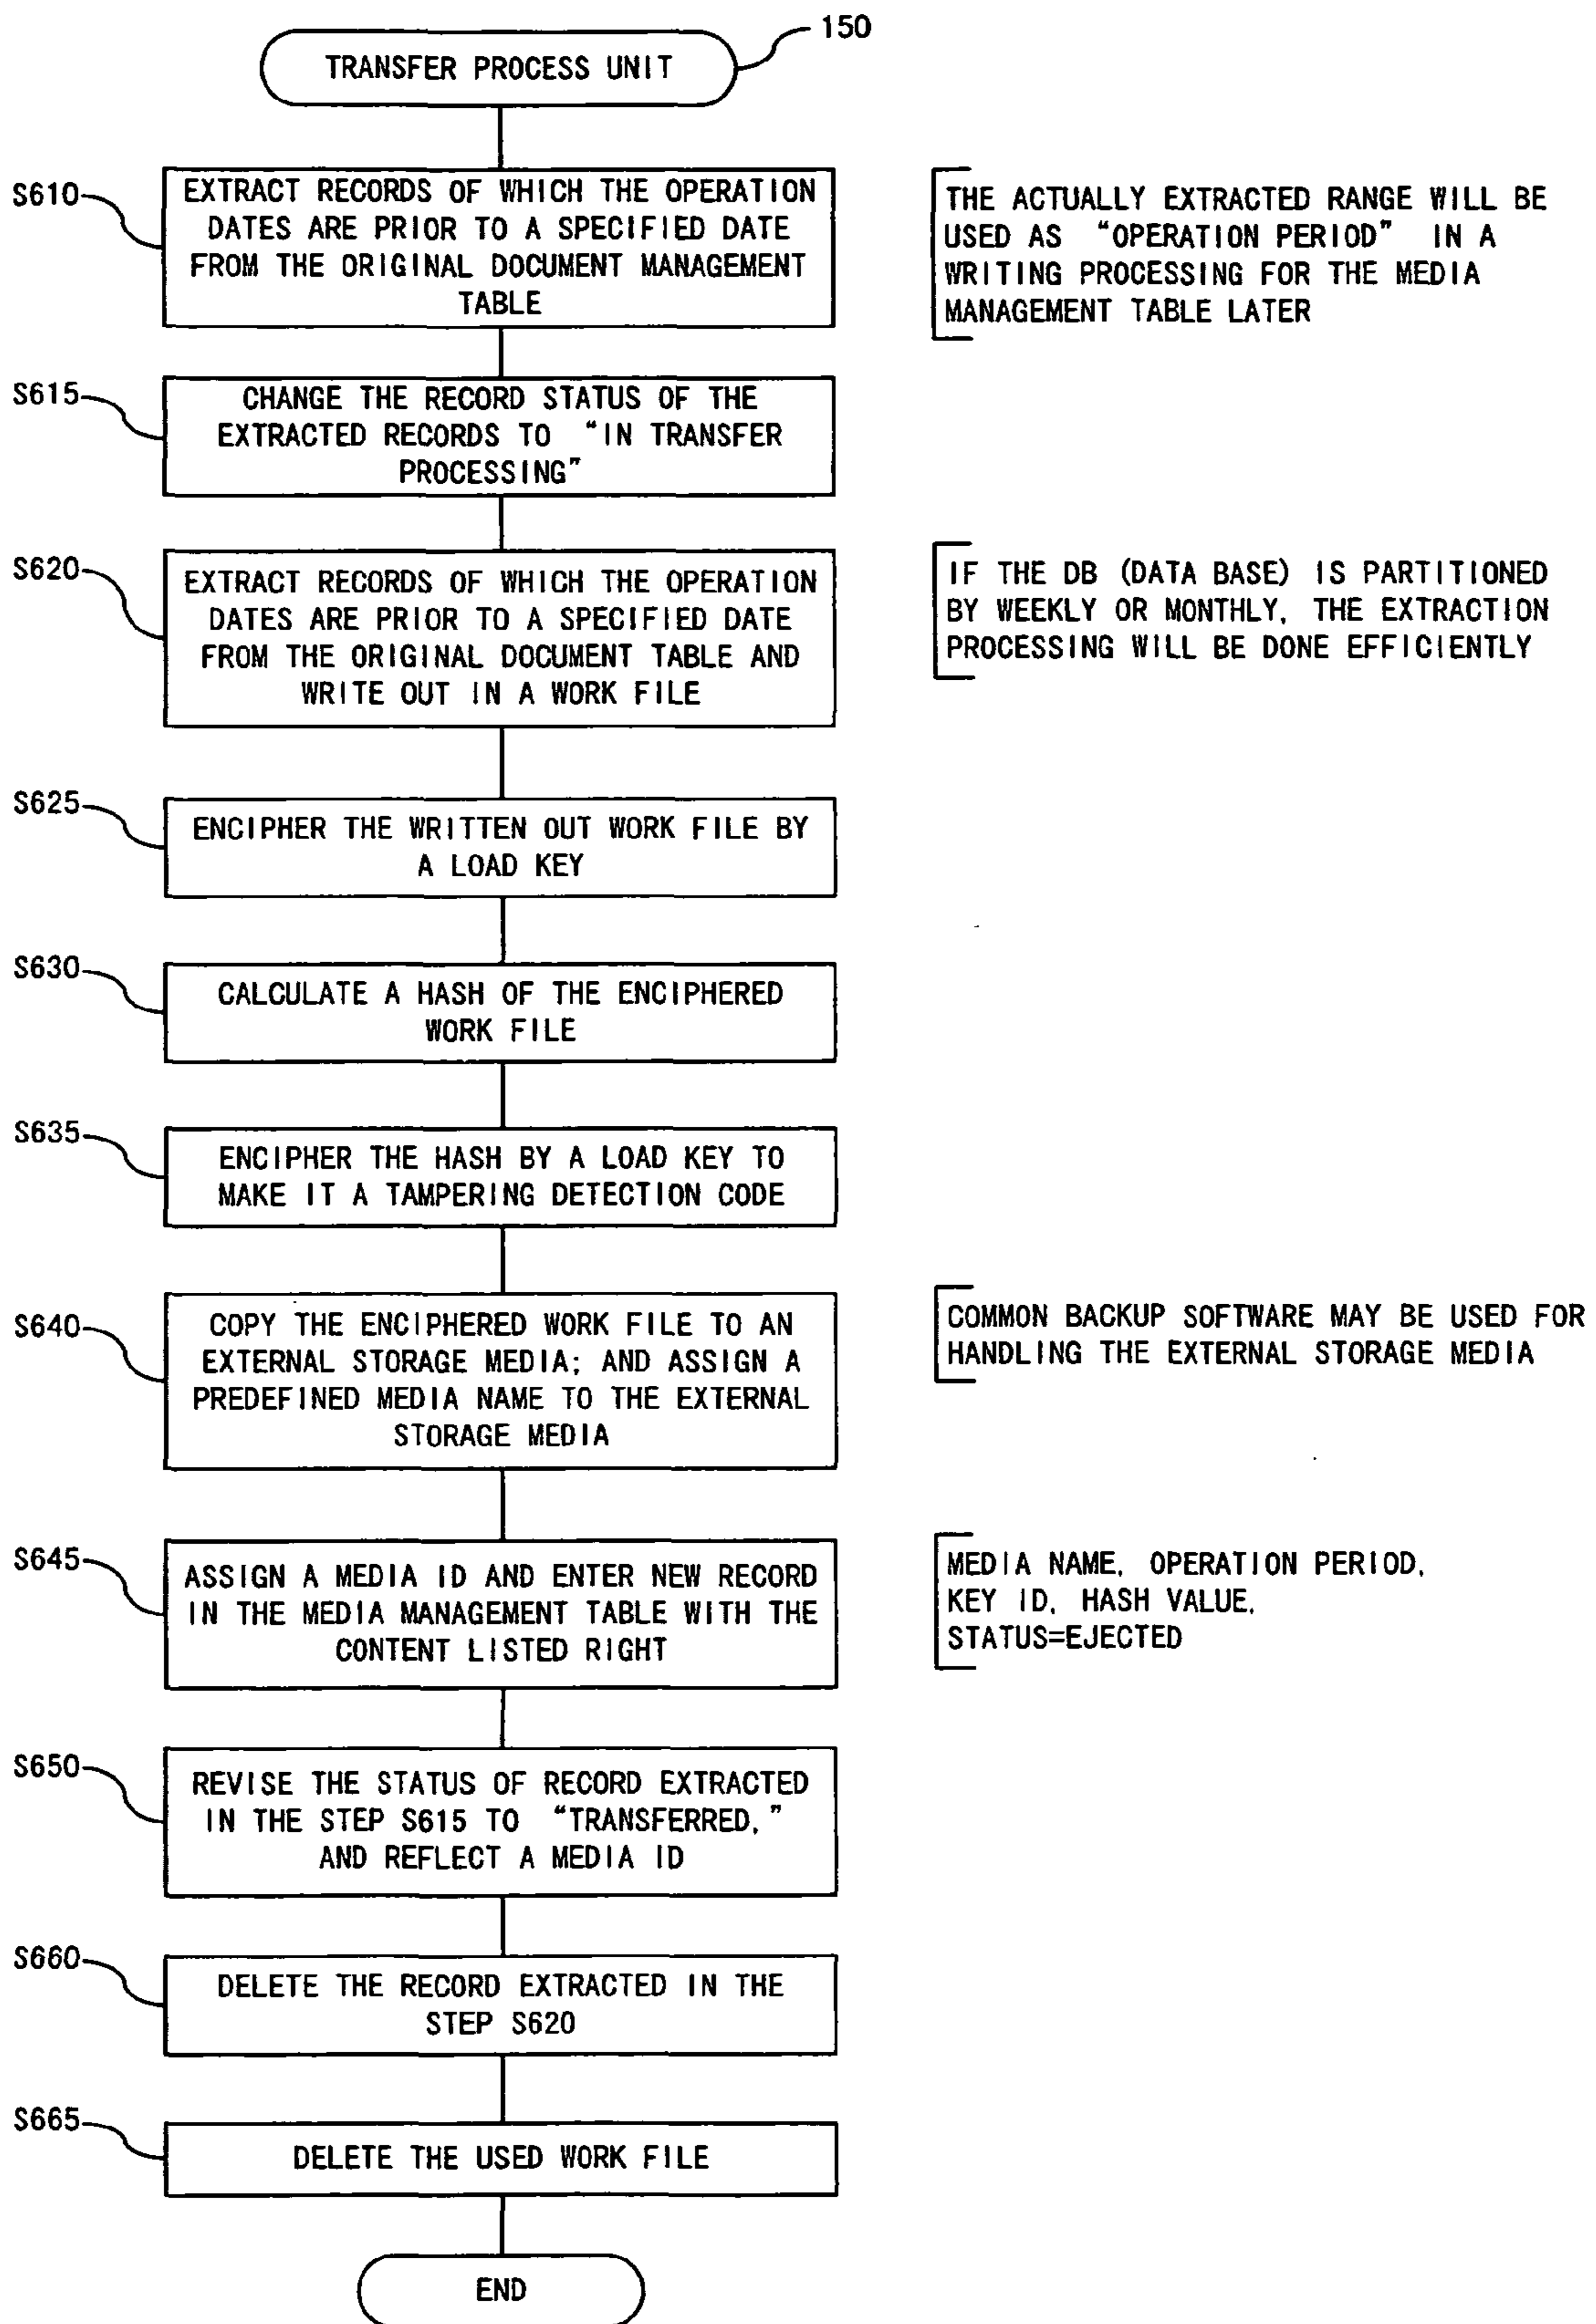 150
TRANSFER PROCESS UNIT
S610
EXTRACT RECORDS OF WHICH THE OPERATION
DATES ARE PRIOR TO A SPECIFIED DATE
FROM THE ORIGINAL DOCUMENT MANAGEMENT
TABLE
THE ACTUALLY EXTRACTED RANGE WILL BE
USED AS "OPERATION PERIOD" IN A
WRITING PROCESSING FOR THE MEDIA
MANAGEMENT TABLE LATER
S615
CHANGE THE RECORD STATUS OF THE
EXTRACTED RECORDS TO "IN TRANSFER
PROCESSING"
S620
EXTRACT RECORDS OF WHICH THE OPERATION
DATES ARE PRIOR TO A SPECIFIED DATE
FROM THE ORIGINAL DOCUMENT TABLE AND
WRITE OUT IN A WORK FILE
IF THE DB (DATA BASE) IS PARTITIONED
BY WEEKLY OR MONTHLY, THE EXTRACTION
PROCESSING WILL BE DONE EFFICIENTLY
S625
ENCIPHER THE WRITTEN OUT WORK FILE BY
A LOAD KEY
S630
CALCULATE A HASH OF THE ENCIPHERED
WORK FILE
S635
ENCIPHER THE HASH BY A LOAD KEY TO
MAKE IT A TAMPERING DETECTION CODE
S640
COPY THE ENCIPHERED WORK FILE TO AN
EXTERNAL STORAGE MEDIA; AND ASSIGN A
PREDEFINED MEDIA NAME TO THE EXTERNAL
STORAGE MEDIA
COMMON BACKUP SOFTWARE MAY BE USED FOR
HANDLING THE EXTERNAL STORAGE MEDIA
S645
ASSIGN A MEDIA ID AND ENTER NEW RECORD
IN THE MEDIA MANAGEMENT TABLE WITH THE
CONTENT LISTED RIGHT
MEDIA NAME, OPERATION PERIOD,
KEY ID, HASH VALUE,
STATUS=EJECTED
S650
REVISE THE STATUS OF RECORD EXTRACTED
IN THE STEP S615 TO "TRANSFERRED,"
AND REFLECT A MEDIA ID
S660
DELETE THE RECORD EXTRACTED IN THE
STEP S620
S665
DELETE THE USED WORK FILE
END